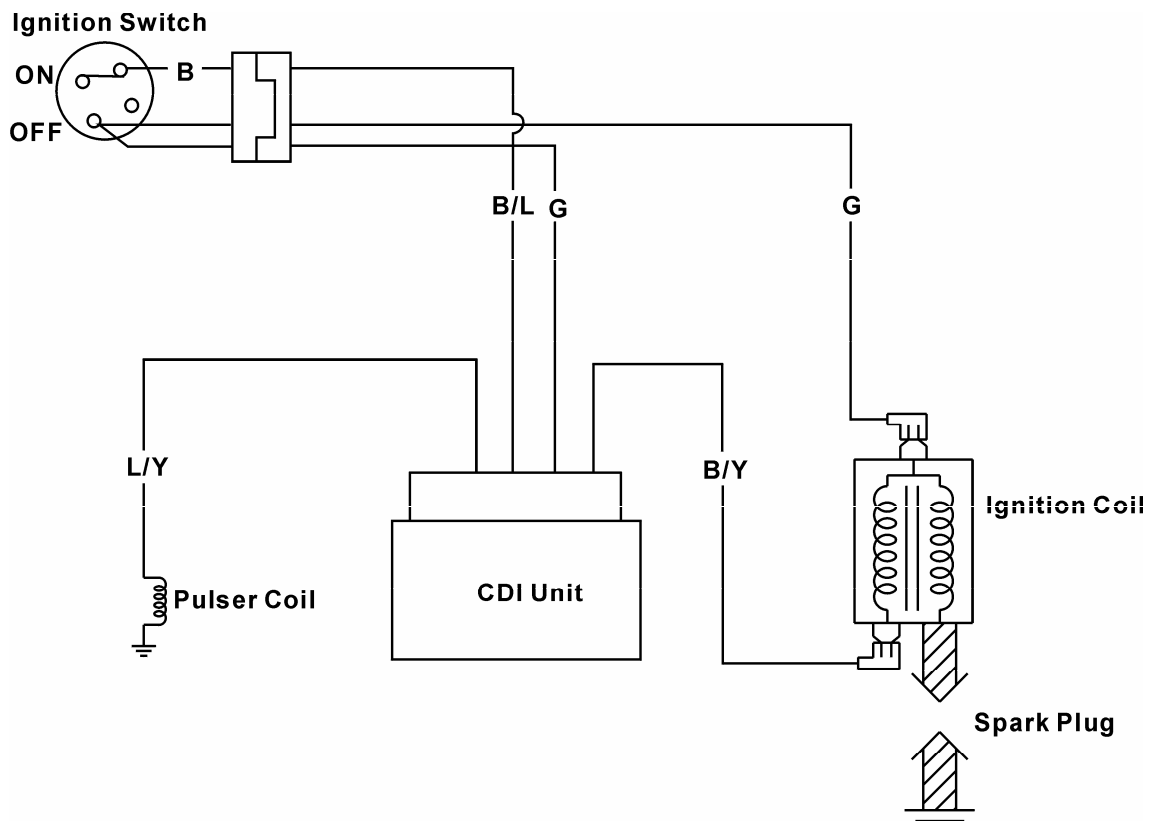 Ignition Switch
ON
B
OFF
B/L
G
G
L/Y
B/Y
Ignition Coil
CDI Unit
Pulser Coil
Spark Plug